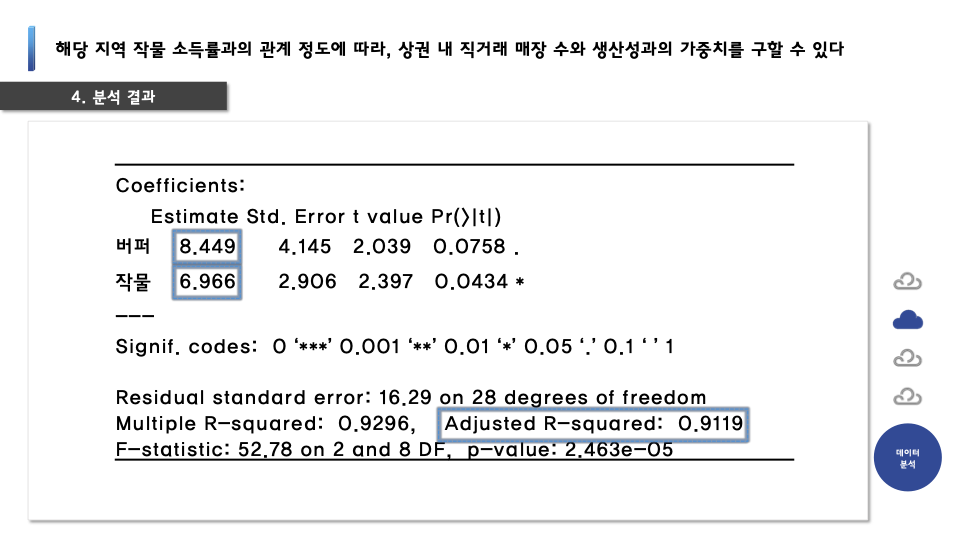 해당 지역 작물 소득률과의 관계 정도에 따라, 상권 내 직거래 매장 수와 생산성과의 가중치를 구할 수 있다
4. 분석 결과
Coefficients:
Estimate Std. Error t value Pr(>|t|)
버퍼 8.449 4.145 2.039 0.0758 .
작물 6.966 2.906 2.397 0.0434 *
---
Signif. codes: 0 ‘***’ 0.001 ‘**’ 0.01 ‘*’ 0.05 ‘.’ 0.1 ‘ ’ 1
Residual standard error: 16.29 on 28 degrees of freedom
Multiple R-squared: 0.9296, Adjusted R-squared: 0.9119
F-statistic: 52.78 on 2 and 8 DF, p-value: 2.463e-05
데이터
분석